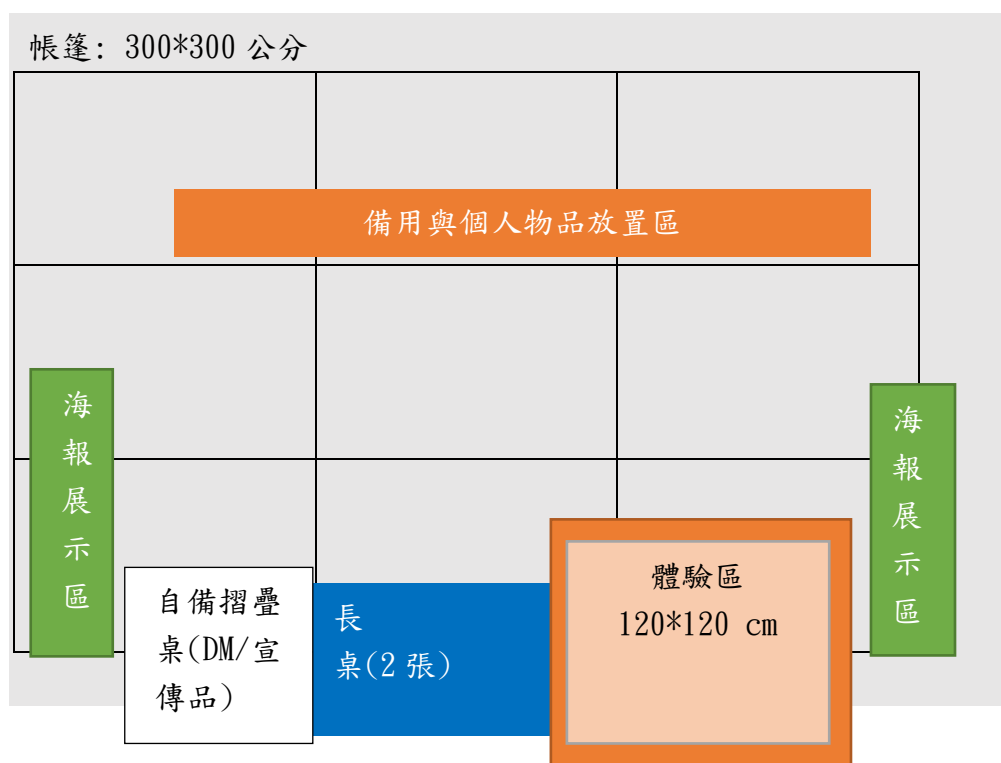 帳篷: 300*300 公分
備用與個人物品放置區
海報展示區
海報展示區
自備摺疊
桌(DM/宣
傳品)
長
桌(2 張)
體驗區
120*120 cm